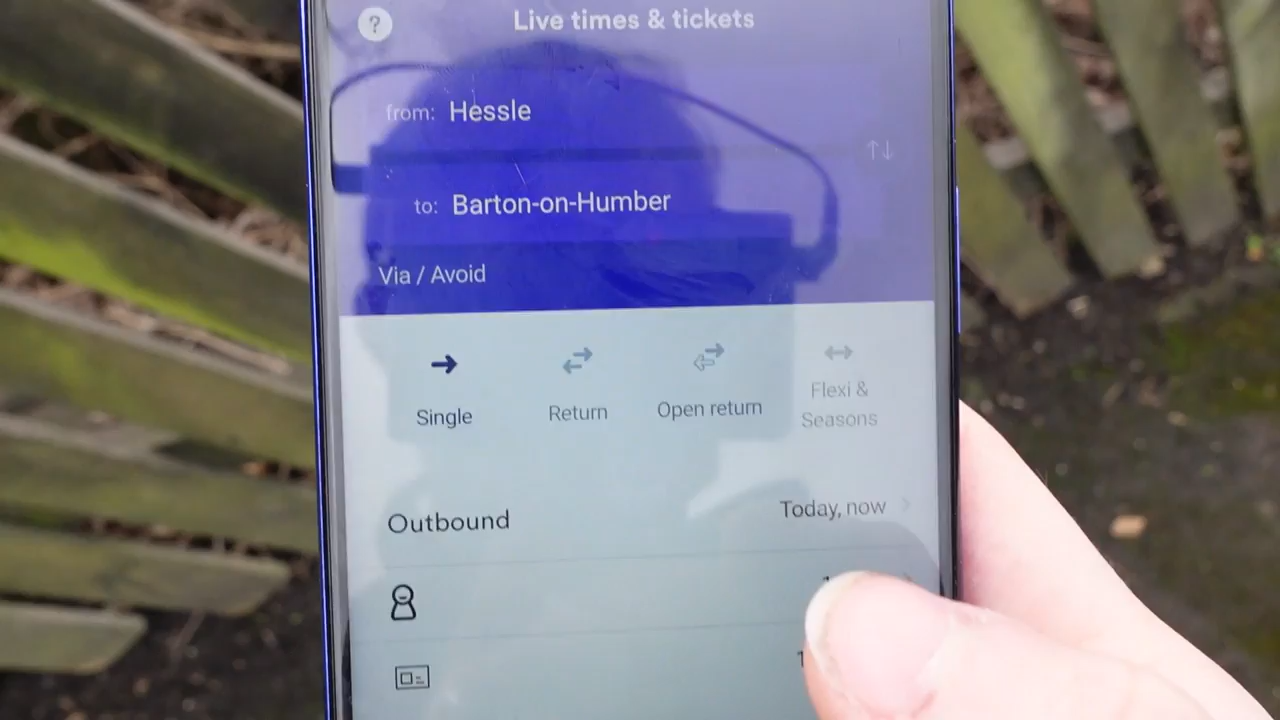 ?
Live times & tickets
from: Hessle
to: Barton-on-Humber
Via / Avoid
Single
Return
Open return
Flexi &
Seasons
Outbound
Today, now